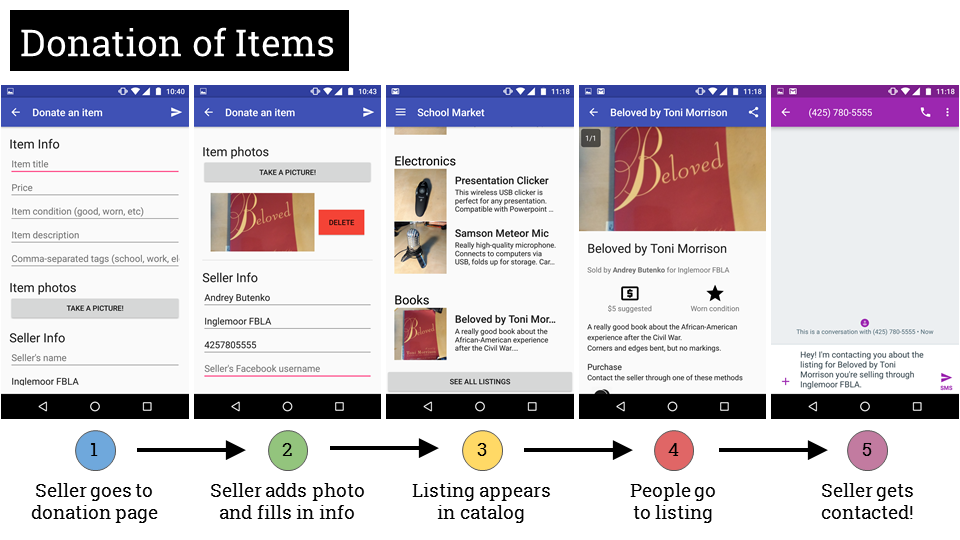 Donation of Items
10:40
Donate an item
Item Info
Item title
Price
Item condition (good, worn, etc)
Item description
Comma-separated tags (school, work, el
Item photos
TAKE A PICTURE!
Seller Info
Seller's name
Inglemoor FBLA
10:43
Donate an item
Item photos
TAKE A PICTURE!
Beloved
DELETE
Seller Info
Andrey Butenko
Inglemoor FBLA
4257805555
Seller's Facebook username
11:18
School Market
Electronics
Presentation Clicker
This wireless USB clicker is
perfect for any presentation.
Compatible with Powerpoint ...
Samson Meteor Mic
Really high-quality microphone.
Connects to computers via
USB, folds up for storage. Car...
Books
Beloved
Toni Morrison
Beloved by Toni Mor...
A really good book about the
African-American experience
after the Civil War....
SEE ALL LISTINGS
11:18
Beloved by Toni Morrison
1/1
Beloved
Beloved by Toni Morrison
Sold by Andrey Butenko for Inglemoor FBLA
$5 suggested
Worn condition
A really good book about the African-American
experience after the Civil War.
Corners and edges bent, but no markings.
Purchase
Contact the seller through one of these methods
11:18
(425) 780-5555
This is a conversation with (425) 780-5555 • Now
Hey! I'm contacting you about the
listing for Beloved by Toni
Morrison you're selling through
Inglemoor FBLA.
SMS
1
Seller goes to
donation page
2
Seller adds photo
and fills in info
3
Listing appears
in catalog
4
People go
to listing
5
Seller gets
contacted!